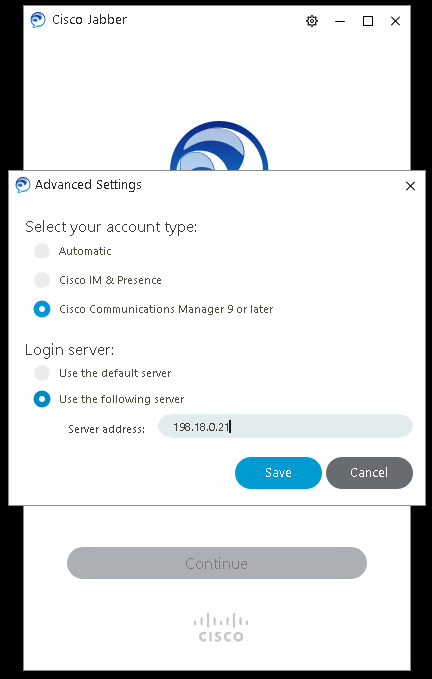 Cisco Jabber
Advanced Settings
Select your account type:
Automatic
Cisco IM & Presence
Cisco Communications Manager 9 or later
Login server:
Use the default server
Use the following server
Server address: 198.18.0.21
Save Cancel
Continue
CISCO